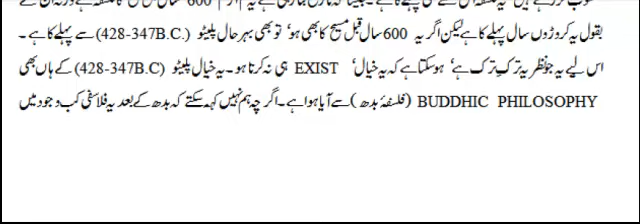 بقول یہ کروڑوں سال پہلے کا ہے لیکن اگر یہ 600 سال قبل مسیح کا بھی ہو' تو بھی بہر حال پلیٹو (428-347B.C.) سے پہلے کا ہے۔
اس لیے یہ جو نظریہ ترکِ ترک ہے' ہو سکتا ہے کہ یہ خیال' EXIST ہی نہ کرتا ہو۔ یہ خیال پلیٹو (428-347B.C) کے ہاں بھی
BUDDHIC PHILOSOPHY (فلسفۂ بدھ) سے آیا ہوا ہے۔ اگر چہ ہم نہیں کہہ سکتے کہ بدھ کے بعد یہ فلاسفی کب وجود میں